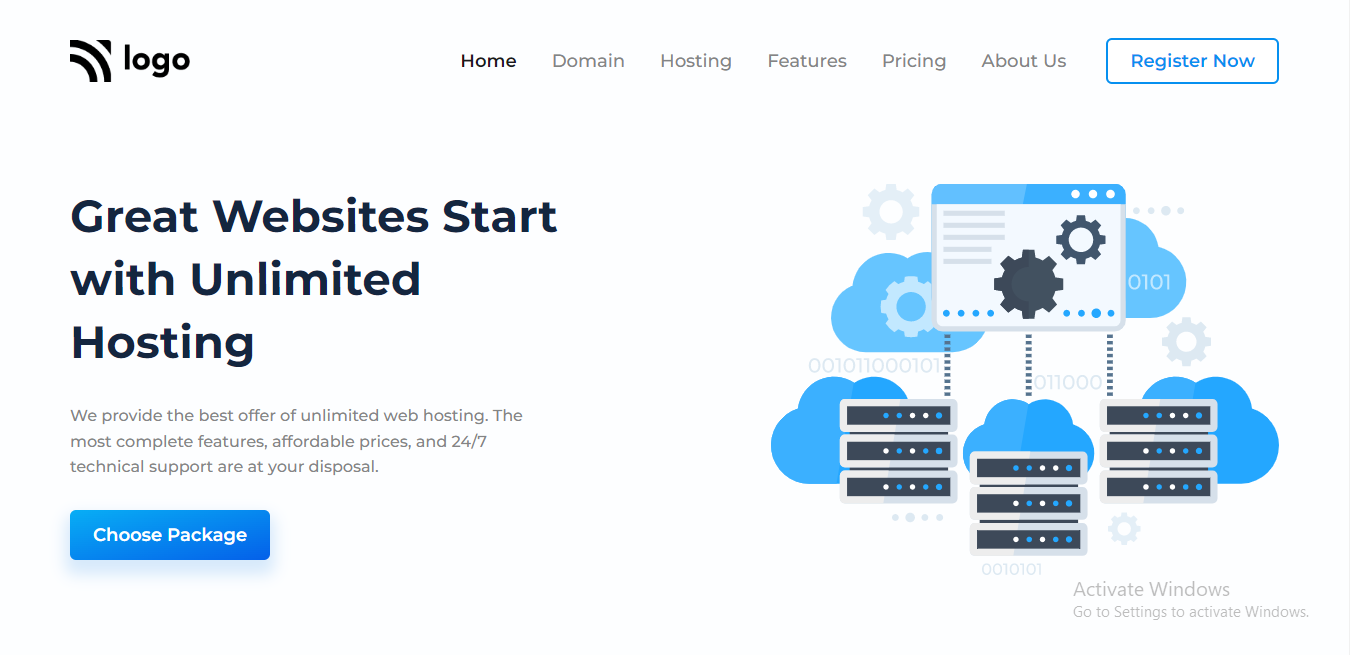 logo
Home Domain Hosting Features Pricing About Us Register Now
Great Websites Start
with Unlimited
Hosting
We provide the best offer of unlimited web hosting. The
most complete features, affordable prices, and 24/7
technical support are at your disposal.
Choose Package
0101
001011000101
011000
0010101
Activate Windows
Go to Settings to activate Windows.